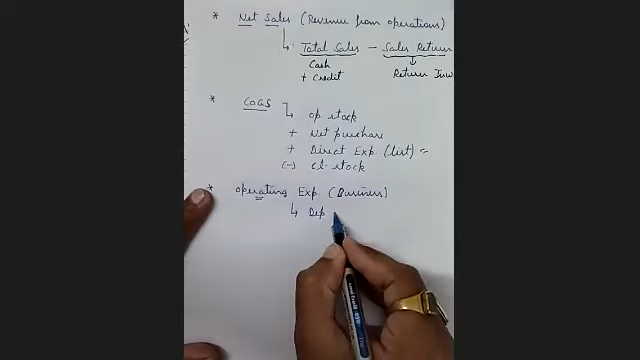 * Net Sales (Revenue from operations)
↳ Total Sales - Sales Return
Cash
+ Credit
Return Inw
* COGS ↳ op. stock
+ Net purchase
+ Direct Exp. (list)
(-) cl. stock
* operating Exp. (Business)
↳ Dep